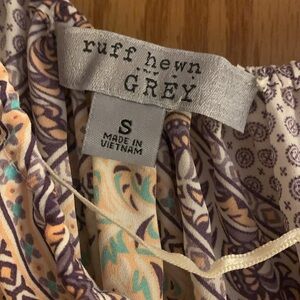 ruff hewn
GREY
S
MADE IN
VIETNAM